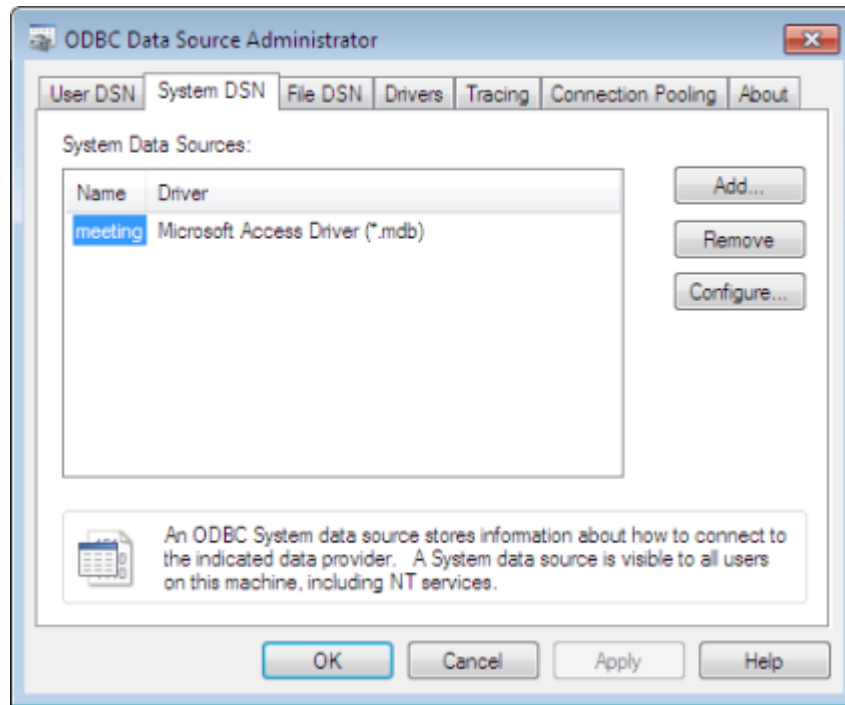 ODBC Data Source Administrator
User DSN System DSN File DSN Drivers Tracing Connection Pooling About
System Data Sources:
Name Driver
meeting Microsoft Access Driver (*.mdb)
Add...
Remove
Configure...
An ODBC System data source stores information about how to connect to
the indicated data provider. A System data source is visible to all users
on this machine, including NT services.
OK Cancel Apply Help